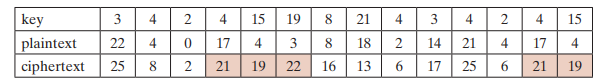 key 3 4 2 4 15 19 8 21 4 3 4 2 4 15
plaintext 22 4 0 17 4 3 8 18 2 14 21 4 17 4
ciphertext 25 8 2 21 19 22 16 13 6 17 25 6 21 19